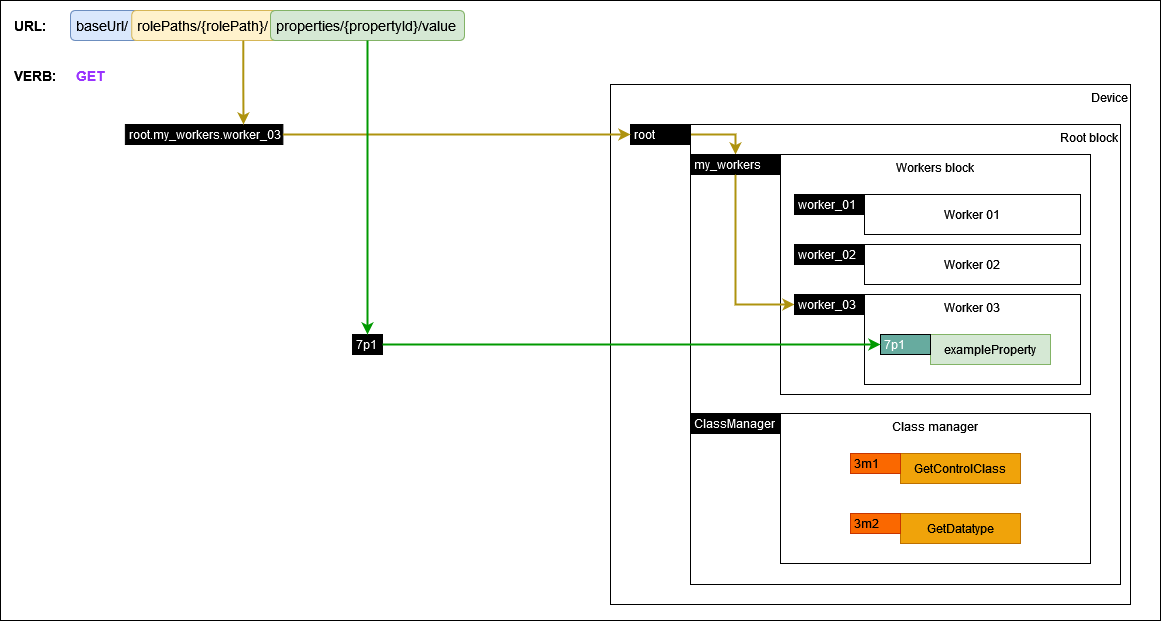 URL: baseUrl/ rolePaths/{rolePath}/ properties/{propertyId}/value
VERB: GET
Device
root.my_workers.worker_03
root
Root block
my_workers
Workers block
worker_01
Worker 01
worker_02
Worker 02
worker_03
Worker 03
7p1
7p1
exampleProperty
ClassManager
Class manager
3m1
GetControlClass
3m2
GetDatatype